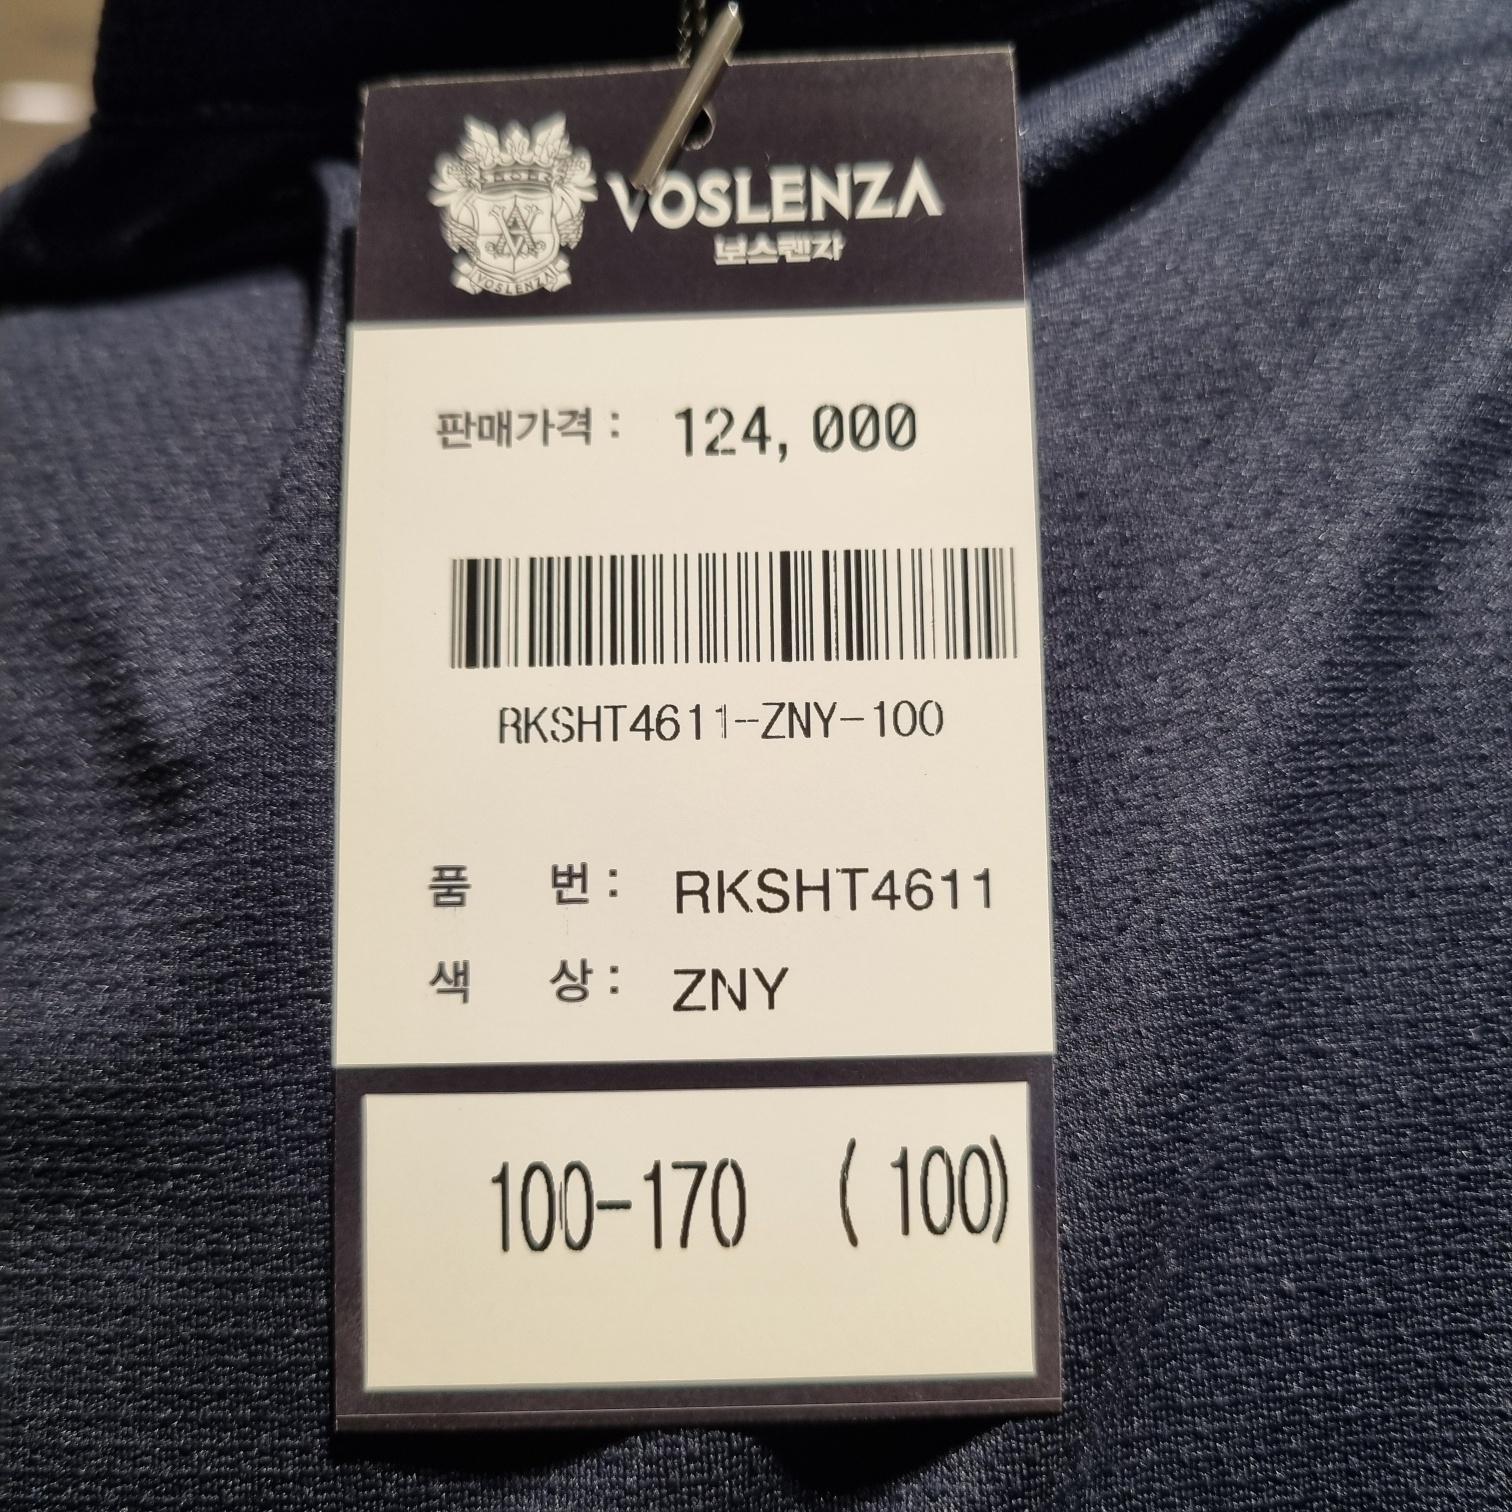 VOSLENZA
보스렌자
VOSLENZA
판매가격 : 124,000
RKSHT4611-ZNY-100
품 번 : RKSHT4611
색 상 : ZNY
100-170 ( 100)